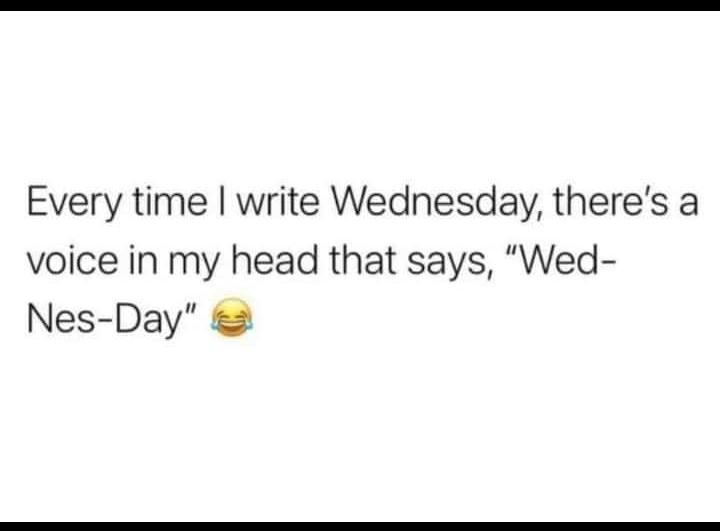 Every time I write Wednesday, there's a
voice in my head that says, "Wed-
Nes-Day" 😂